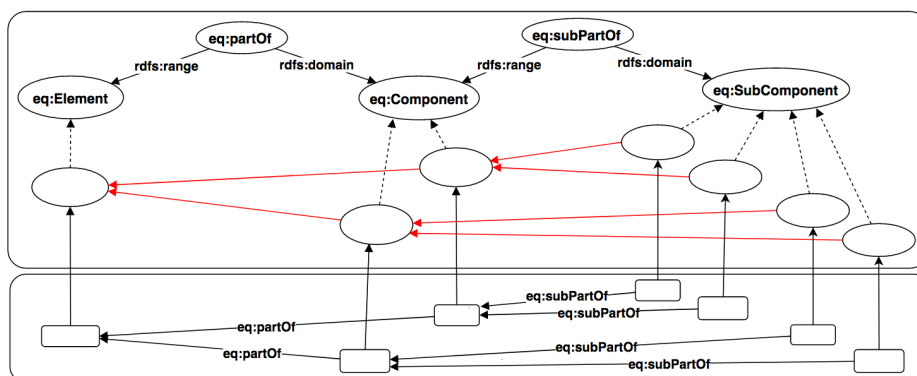 eq:partOf
eq:subPartOf
rdfs:range
rdfs:domain
rdfs:range
rdfs:domain
eq:Element
eq:Component
eq:SubComponent
eq:subPartOf
eq:subPartOf
eq:partOf
eq:partOf
eq:subPartOf
eq:subPartOf